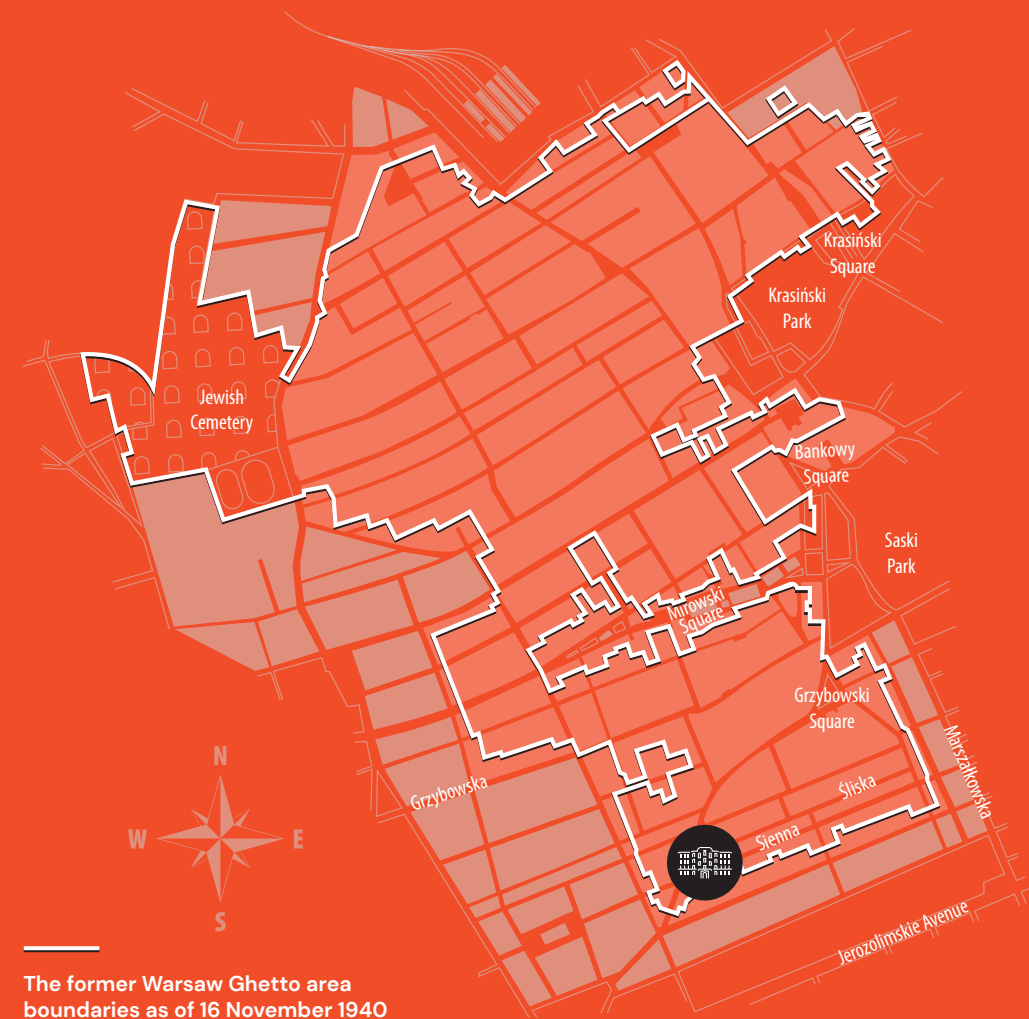 Krasiński
Square
Krasiński
Park
Jewish
Cemetery
Bankowy
Square
Saski
Park
Mirowski
Square
Grzybowski
Square
Marszałkowska
Grzybowska
Śliska
Sienna
Jerozolimskie Avenue
N
W
E
S
The former Warsaw Ghetto area
boundaries as of 16 November 1940